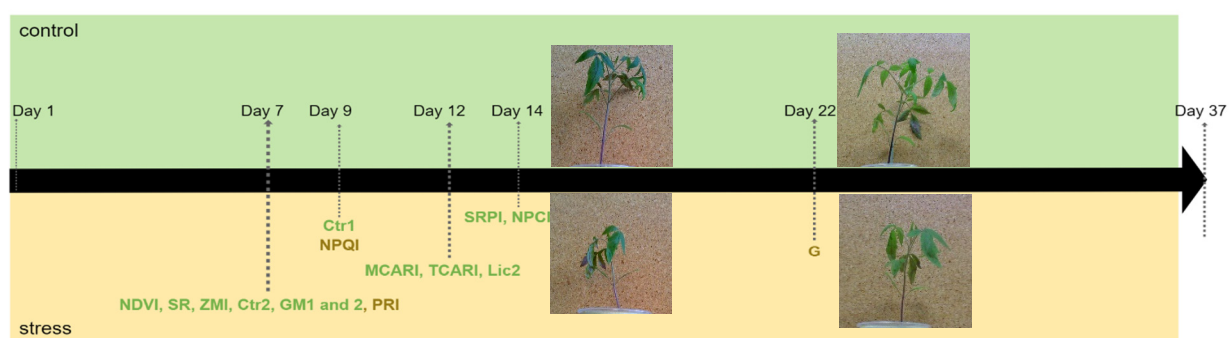 control
Day 1
Day 7
Day 9
Day 12
Day 14
Day 22
Day 37
SRPI, NPCI
Ctr1
NPQI
G
MCARI, TCARI, Lic2
NDVI, SR, ZMI, Ctr2, GM1 and 2, PRI
stress